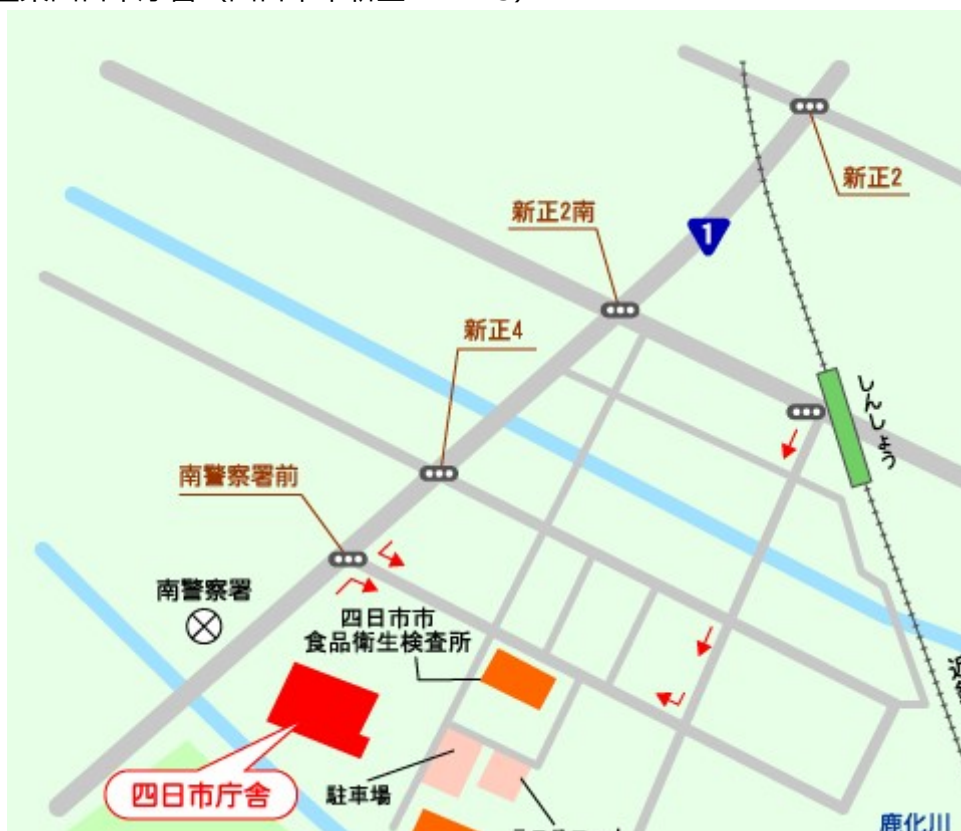 新正2
新正2南
1
新正4
しんしょう
南警察署前
南警察署
四日市市
食品衛生検査所
四日市庁舎
駐車場
鹿化川